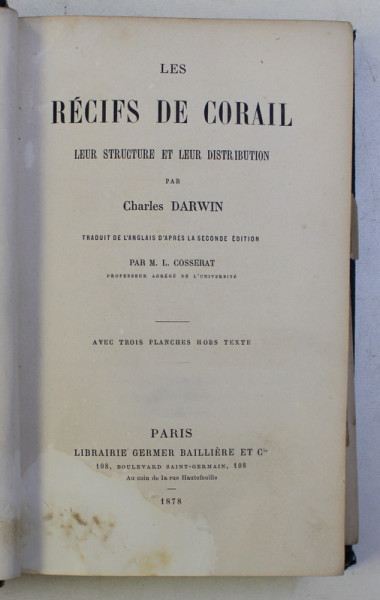 LES
RÉCIFS DE CORAIL
LEUR STRUCTURE ET LEUR DISTRIBUTION
PAR
Charles DARWIN
TRADUIT DE L'ANGLAIS D'APRÈS LA SECONDE ÉDITION
PAR M. L. COSSERAT
PROFESSEUR AGRÉGÉ DE L'UNIVERSITÉ
AVEC TROIS PLANCHES HORS TEXTE
PARIS
LIBRAIRIE GERMER BAILLIÈRE ET Cie
108, BOULEVARD SAINT-GERMAIN, 108
Au coin de la rue Hautefeuille
1878